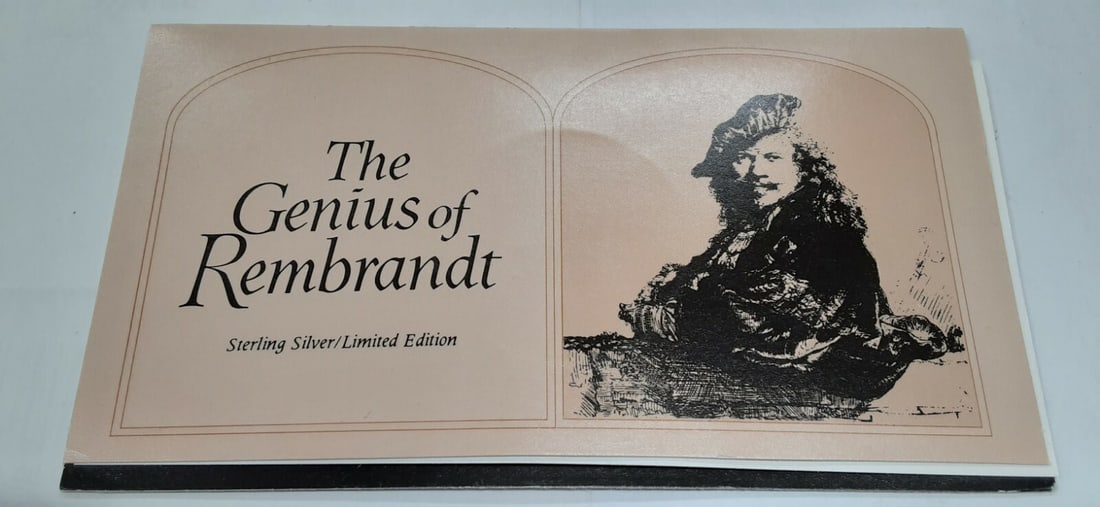 The
Genius of
Rembrandt
Sterling Silver/Limited Edition